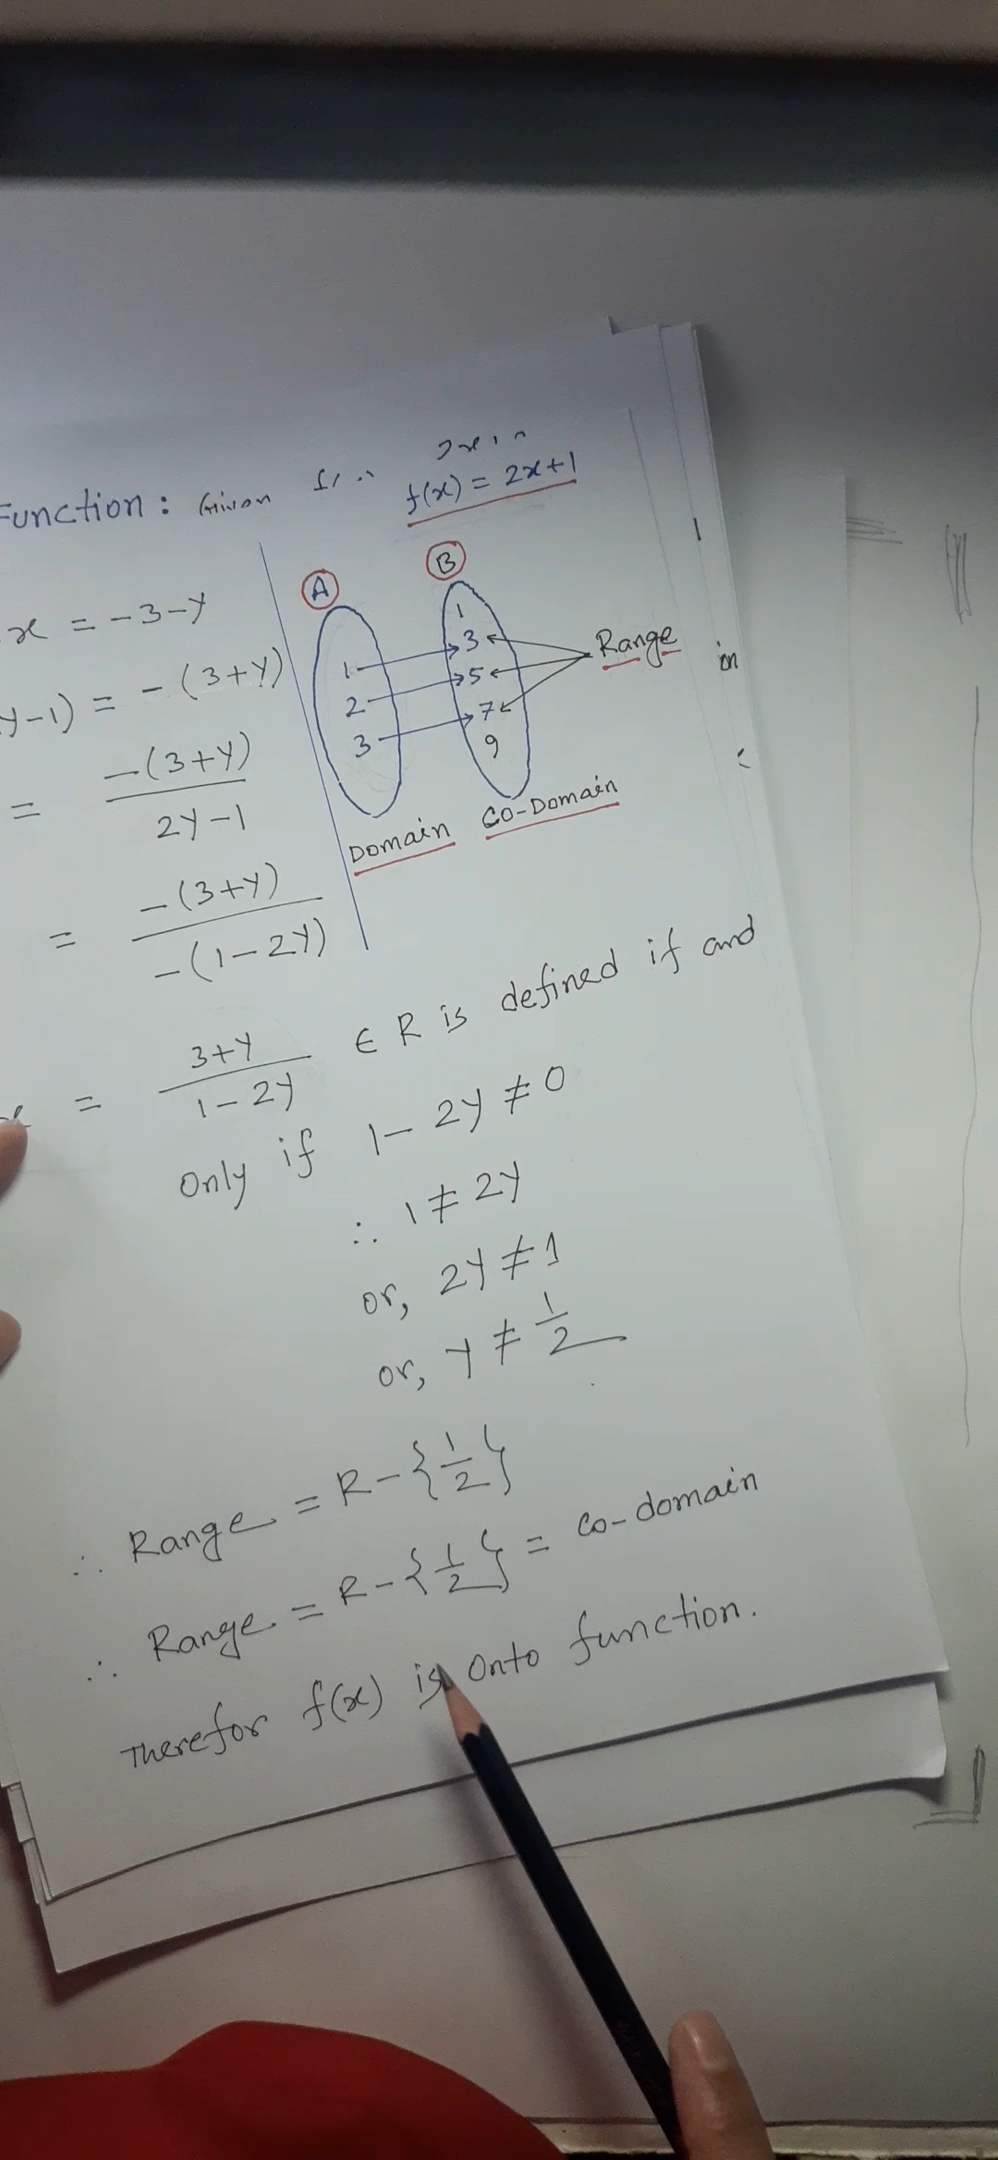 Function: Given
f(x) = 2x+1
x = -3-y
y-1) = -(3+y)
= -(3+y) / 2y-1
= -(3+y) / -(1-2y)
A B
1
1 3
2 5
3 7
9
Range
Domain Co-Domain
in
= 3+y / 1-2y ∈ R is defined if and
Only if 1-2y ≠ 0
∴ 1 ≠ 2y
or, 2y ≠ 1
or, y ≠ 1/2
∴ Range = R-{1/2}
∴ Range = R-{1/2} = Co-domain
Therefor f(x) is onto function.